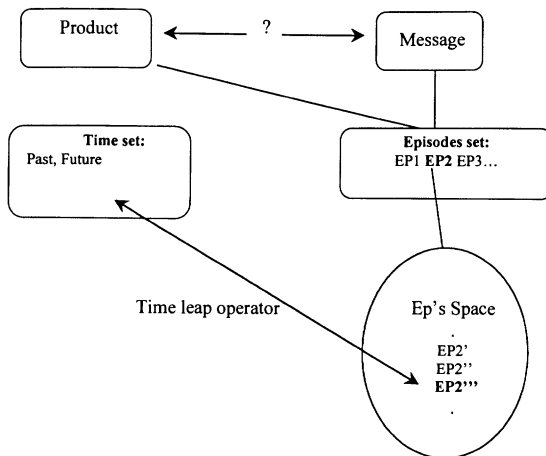 Product
?
Message
Time set:
Past, Future
Episodes set:
EP1 EP2 EP3...
Time leap operator
Ep's Space
.
EP2'
EP2''
EP2'''
.